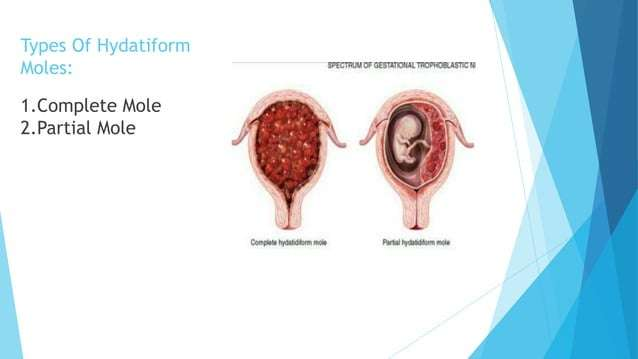 Types Of Hydatiform
Moles:
1.Complete Mole
2.Partial Mole
SPECTRUM OF GESTATIONAL TROPHOBLASTIC NI
Complete hydatidiform mole
Partial hydatidiform mole